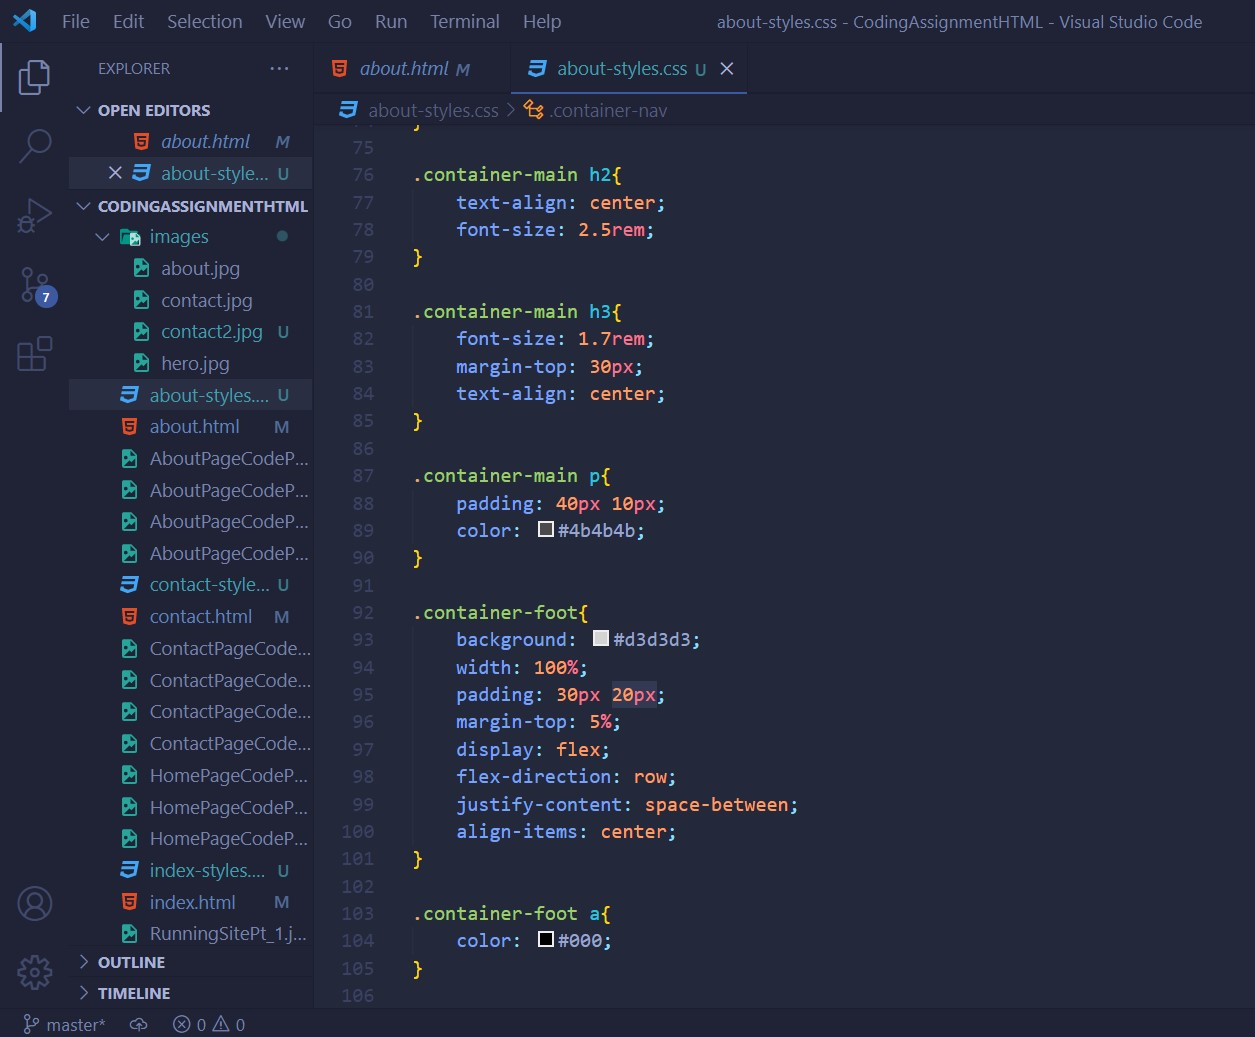 File Edit Selection View Go Run Terminal Help about-styles.css - CodingAssignmentHTML - Visual Studio Code
EXPLORER ...
about.html M about-styles.css U
about-styles.css > .container-nav
OPEN EDITORS
about.html M
about-style... U
CODINGASSIGNMENTHTML
images
about.jpg
contact.jpg
contact2.jpg U
hero.jpg
about-styles.... U
about.html M
AboutPageCodeP...
AboutPageCodeP...
AboutPageCodeP...
AboutPageCodeP...
contact-style... U
contact.html M
ContactPageCode...
ContactPageCode...
ContactPageCode...
ContactPageCode...
HomePageCodeP...
HomePageCodeP...
HomePageCodeP...
index-styles.... U
index.html M
RunningSitePt_1.j...
OUTLINE
TIMELINE
7
75
76 .container-main h2{
77 text-align: center;
78 font-size: 2.5rem;
79 }
80
81 .container-main h3{
82 font-size: 1.7rem;
83 margin-top: 30px;
84 text-align: center;
85 }
86
87 .container-main p{
88 padding: 40px 10px;
89 color: #4b4b4b;
90 }
91
92 .container-foot{
93 background: #d3d3d3;
94 width: 100%;
95 padding: 30px 20px;
96 margin-top: 5%;
97 display: flex;
98 flex-direction: row;
99 justify-content: space-between;
100 align-items: center;
101 }
102
103 .container-foot a{
104 color: #000;
105 }
106
master* 0 0